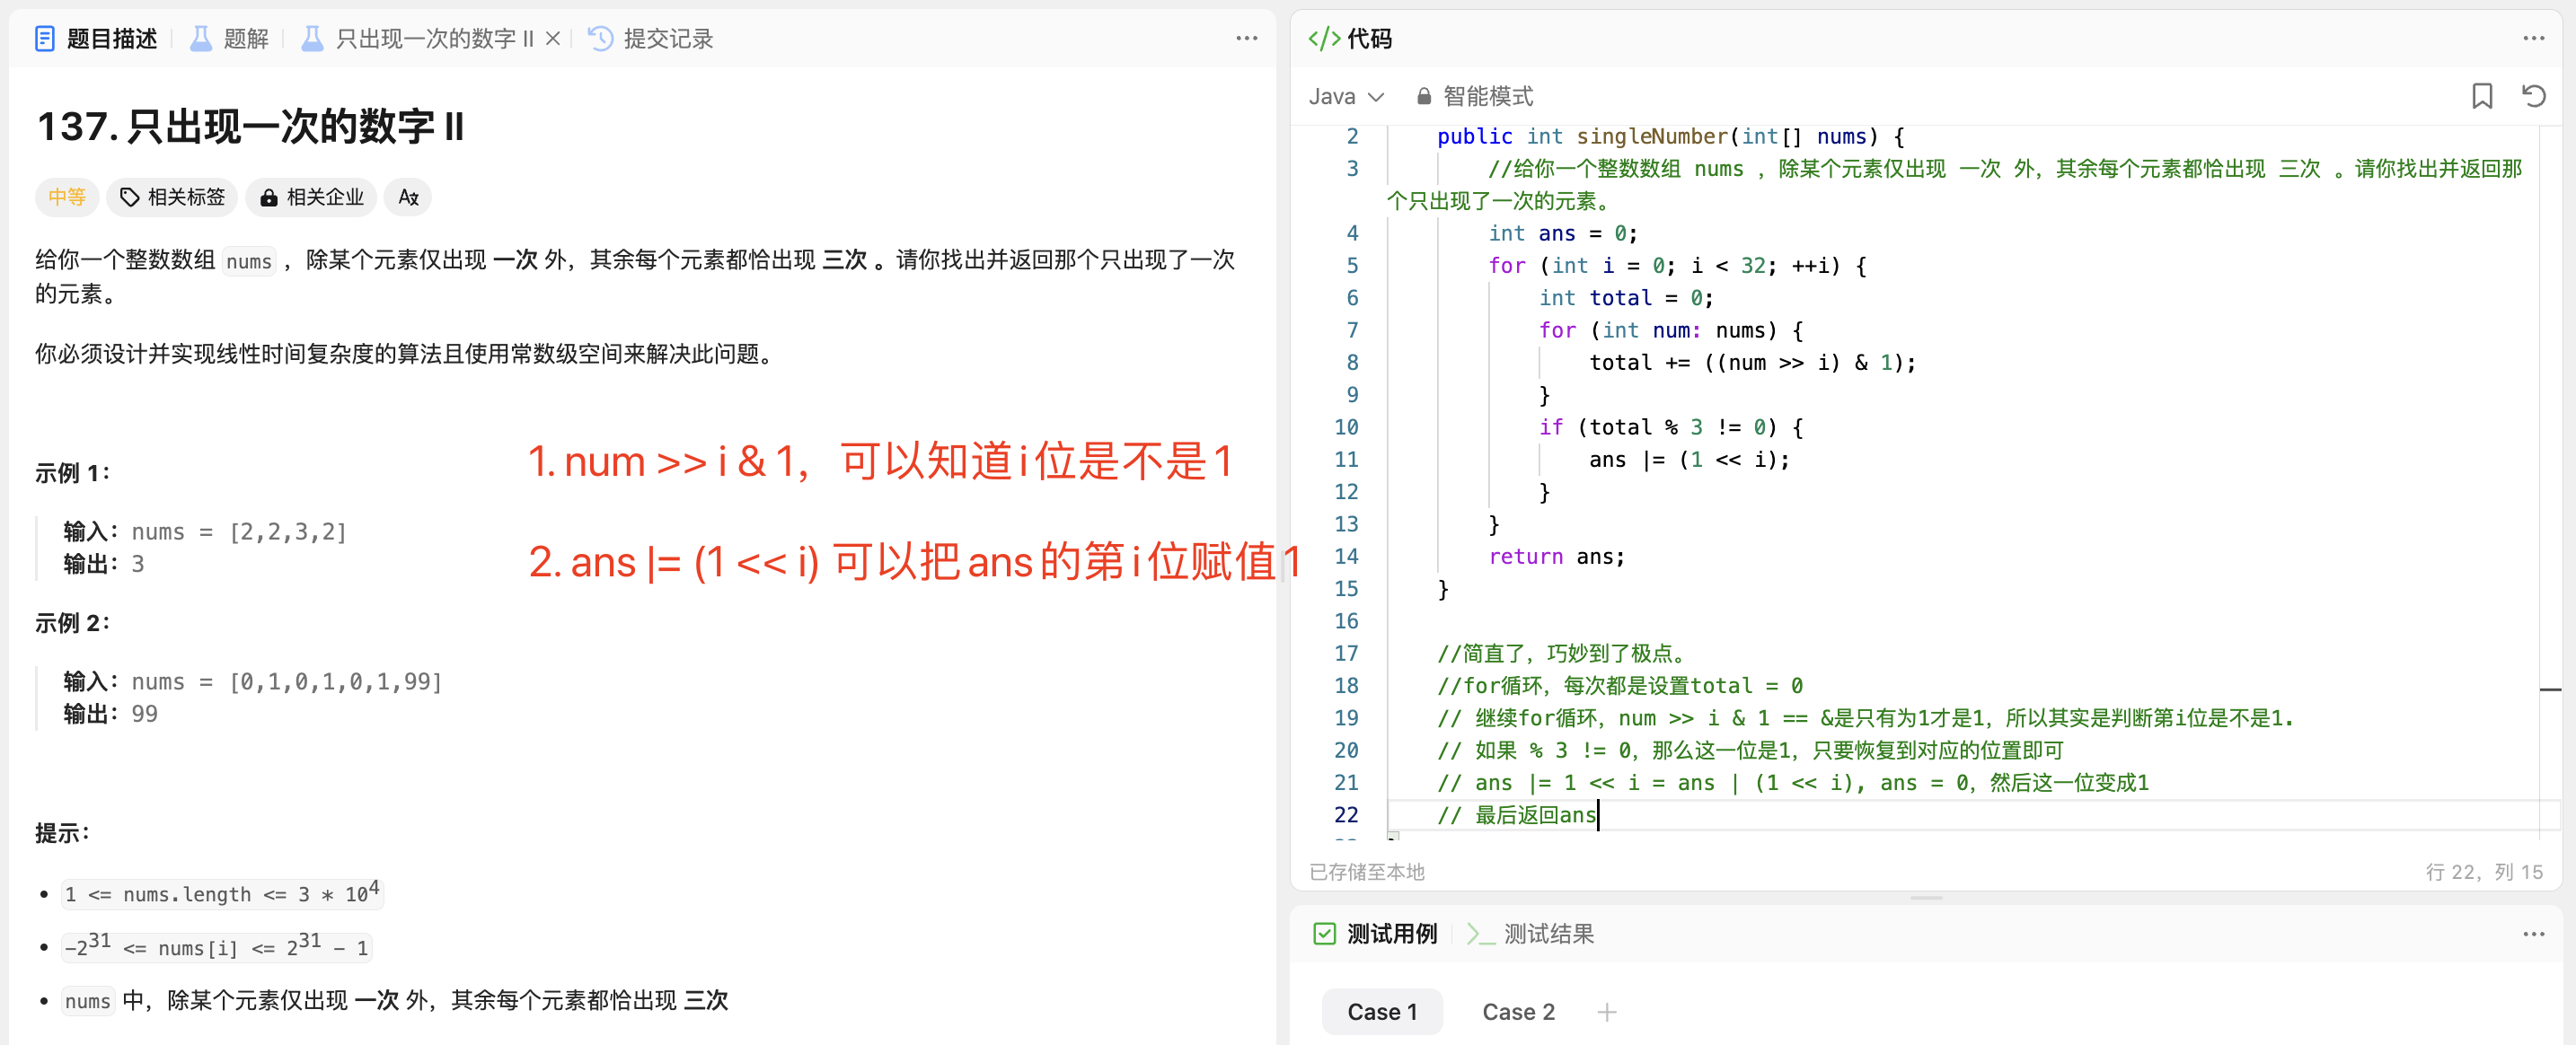 题目描述 题解 只出现一次的数字 II 提交记录
137. 只出现一次的数字 II
中等 相关标签 相关企业
给你一个整数数组 nums ，除某个元素仅出现 一次 外，其余每个元素都恰出现 三次 。请你找出并返回那个只出现了一次
的元素。
你必须设计并实现线性时间复杂度的算法且使用常数级空间来解决此问题。
1. num >> i & 1，可以知道i位是不是1
示例 1：
输入：nums = [2,2,3,2]
输出：3
2. ans |= (1 << i) 可以把ans的第i位赋值1
示例 2：
输入：nums = [0,1,0,1,0,1,99]
输出：99
提示：
1 <= nums.length <= 3 * 10^4
-2^31 <= nums[i] <= 2^31 - 1
nums 中，除某个元素仅出现 一次 外，其余每个元素都恰出现 三次
</> 代码
Java 智能模式
2 public int singleNumber(int[] nums) {
3 //给你一个整数数组 nums ，除某个元素仅出现 一次 外，其余每个元素都恰出现 三次 。请你找出并返回那
个只出现了一次的元素。
4 int ans = 0;
5 for (int i = 0; i < 32; ++i) {
6 int total = 0;
7 for (int num: nums) {
8 total += ((num >> i) & 1);
9 }
10 if (total % 3 != 0) {
11 ans |= (1 << i);
12 }
13 }
14 return ans;
15 }
16
17 //简直了，巧妙到了极点。
18 //for循环，每次都是设置total = 0
19 // 继续for循环，num >> i & 1 == &是只有为1才是1，所以其实是判断第i位是不是1.
20 // 如果 % 3 != 0，那么这一位是1，只要恢复到对应的位置即可
21 // ans |= 1 << i = ans | (1 << i), ans = 0，然后这一位变成1
22 // 最后返回ans
已存储至本地 行 22，列 15
测试用例 >_ 测试结果
Case 1 Case 2 +